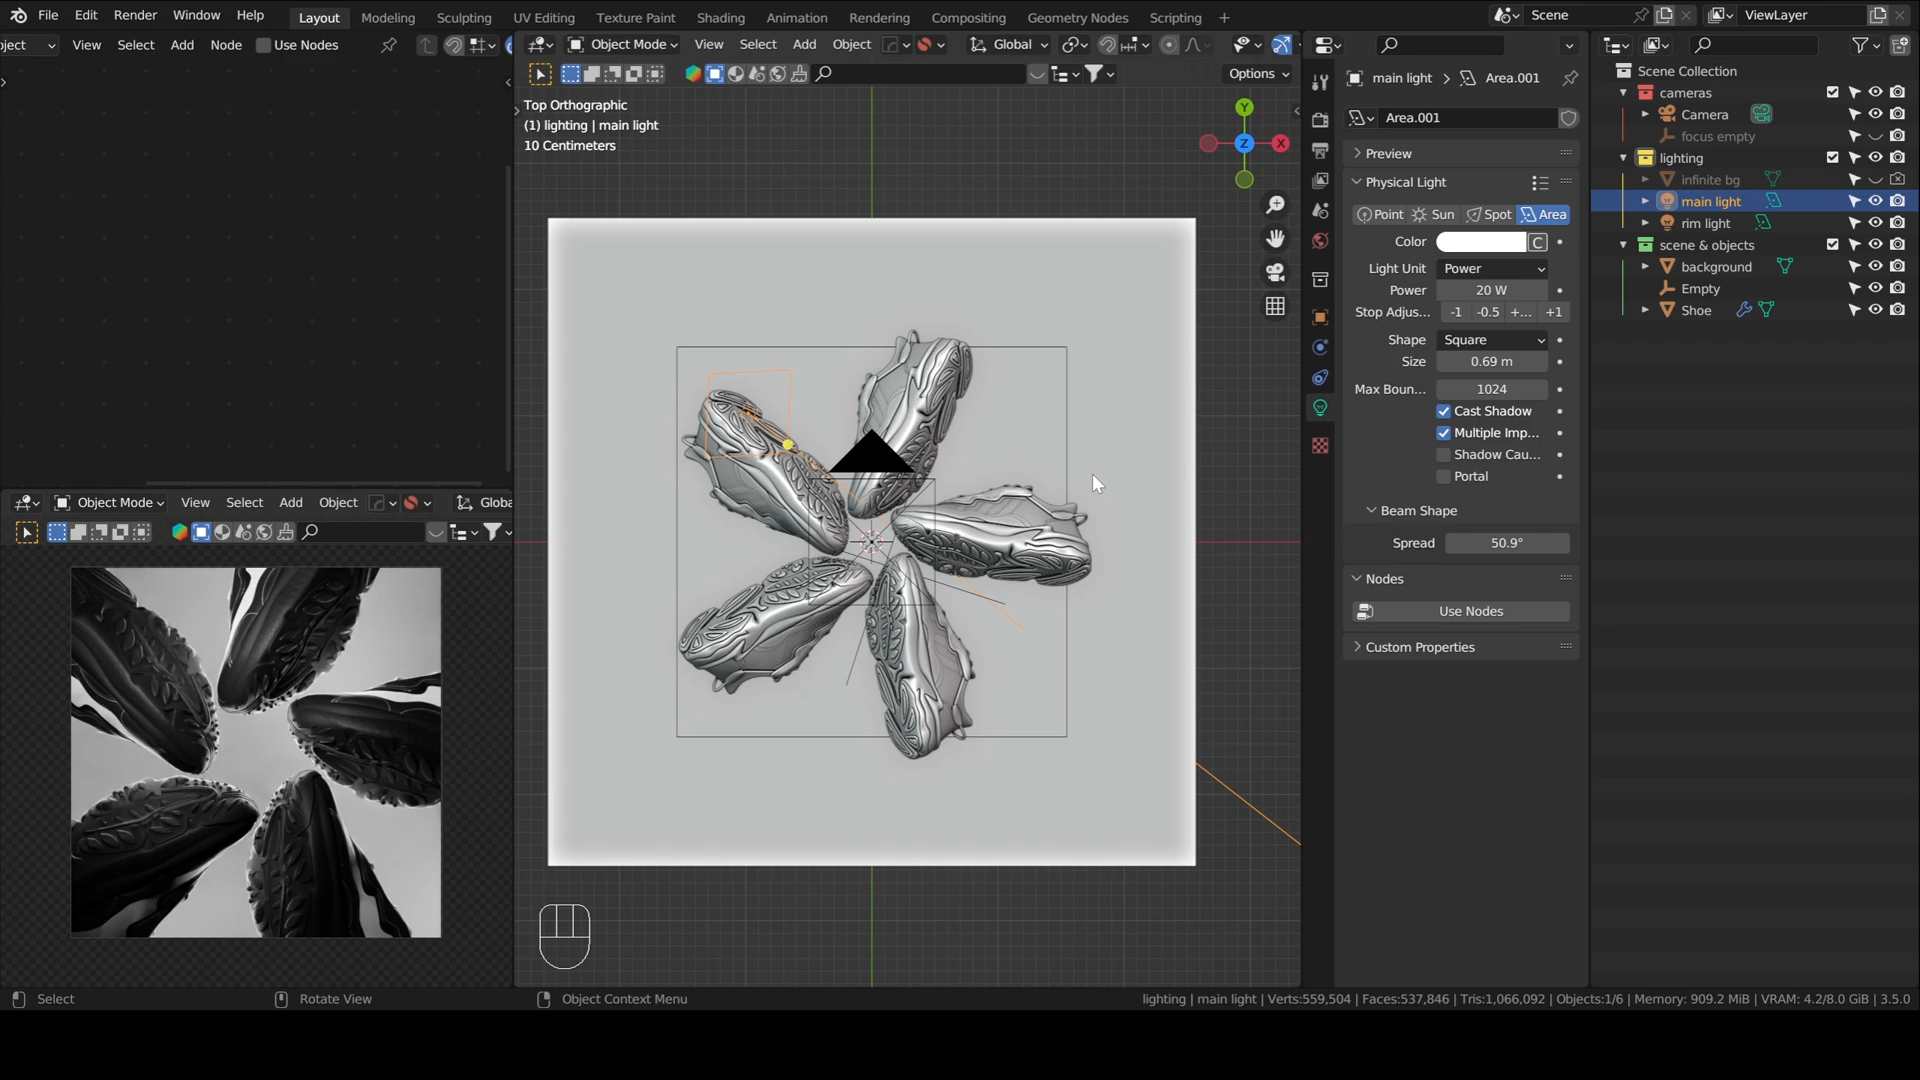 File Edit Render Window Help Layout Modeling Sculpting UV Editing Texture Paint Shading Animation Rendering Compositing Geometry Nodes Scripting + Scene ViewLayer
ject View Select Add Node Use Nodes
Object Mode View Select Add Object Global
Options
Top Orthographic
(1) lighting | main light
10 Centimeters
Y
Z
X
Object Mode View Select Add Object Globa
main light > Area.001
Area.001
Preview
Physical Light
Point Sun Spot Area
Color C
Light Unit Power
Power 20 W
Stop Adjus... -1 -0.5 +... +1
Shape Square
Size 0.69 m
Max Boun... 1024
Cast Shadow
Multiple Imp...
Shadow Cau...
Portal
Beam Shape
Spread 50.9°
Nodes
Use Nodes
Custom Properties
Scene Collection
cameras
Camera
focus empty
lighting
infinite bg
main light
rim light
scene & objects
background
Empty
Shoe
Select Rotate View Object Context Menu lighting | main light | Verts:559,504 | Faces:537,846 | Tris:1,066,092 | Objects:1/6 | Memory: 909.2 MiB | VRAM: 4.2/8.0 GiB | 3.5.0